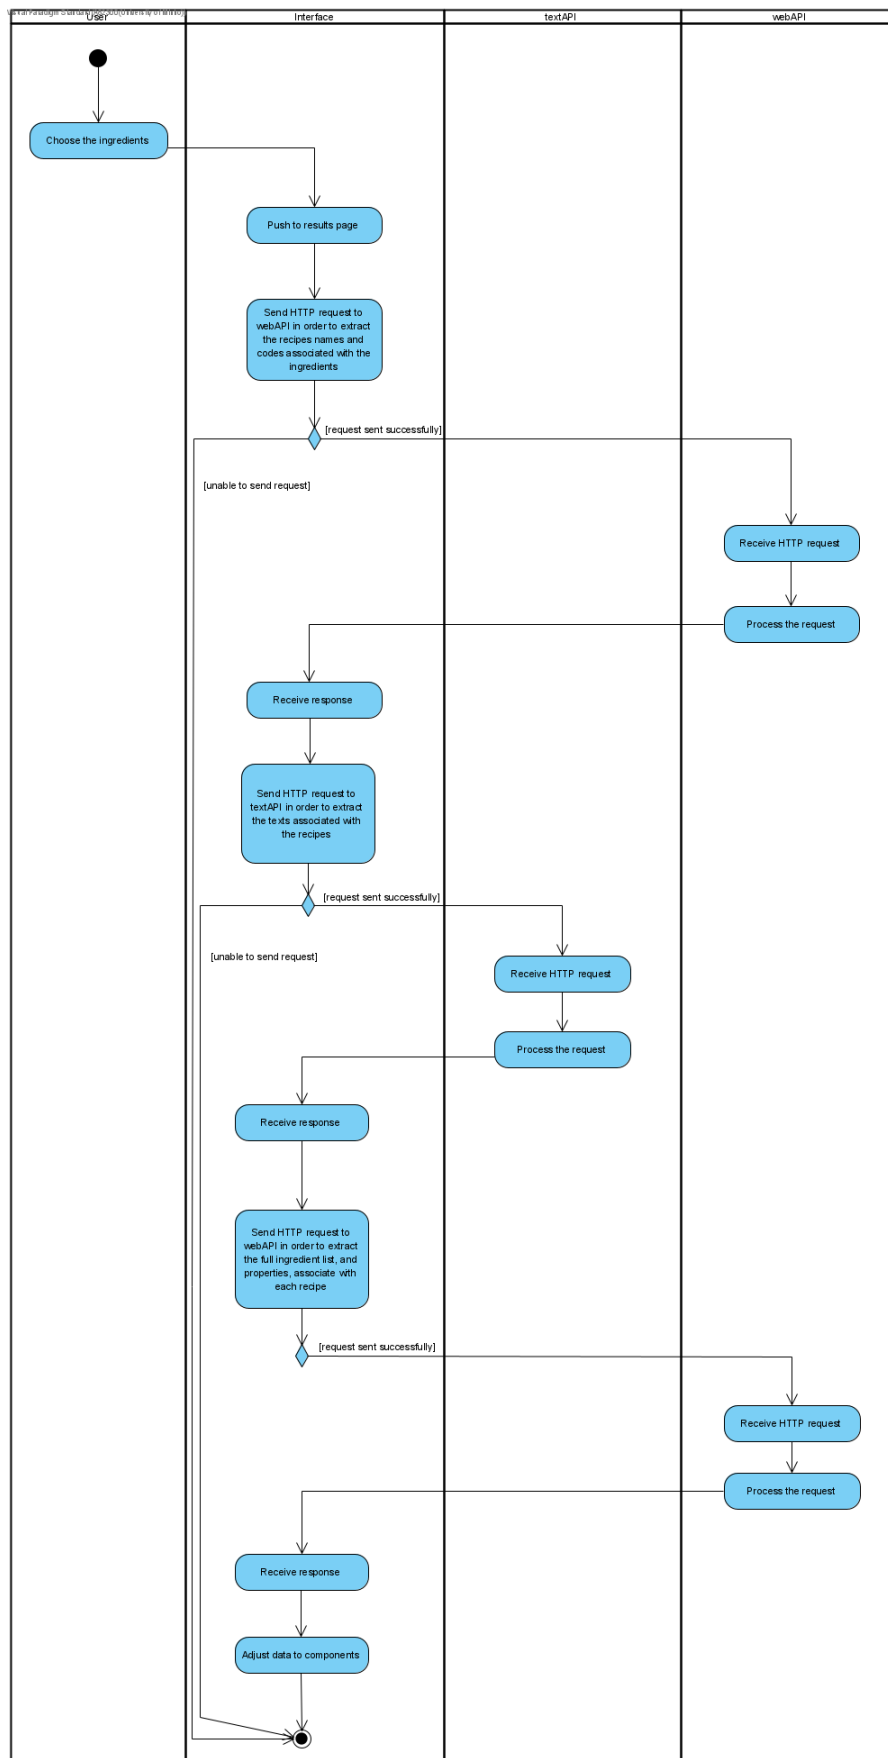 User
Interface
textAPI
webAPI
Choose the ingredients
Push to results page
Send HTTP request to
webAPI in order to extract
the recipes names and
codes associated with the
ingredients
[request sent successfully]
[unable to send request]
Receive HTTP request
Process the request
Receive response
Send HTTP request to
textAPI in order to extract
the texts associated with
the recipes
[request sent successfully]
[unable to send request]
Receive HTTP request
Process the request
Receive response
Send HTTP request to
webAPI in order to extract
the full ingredient list, and
properties, associate with
each recipe
[request sent successfully]
Receive HTTP request
Process the request
Receive response
Adjust data to components